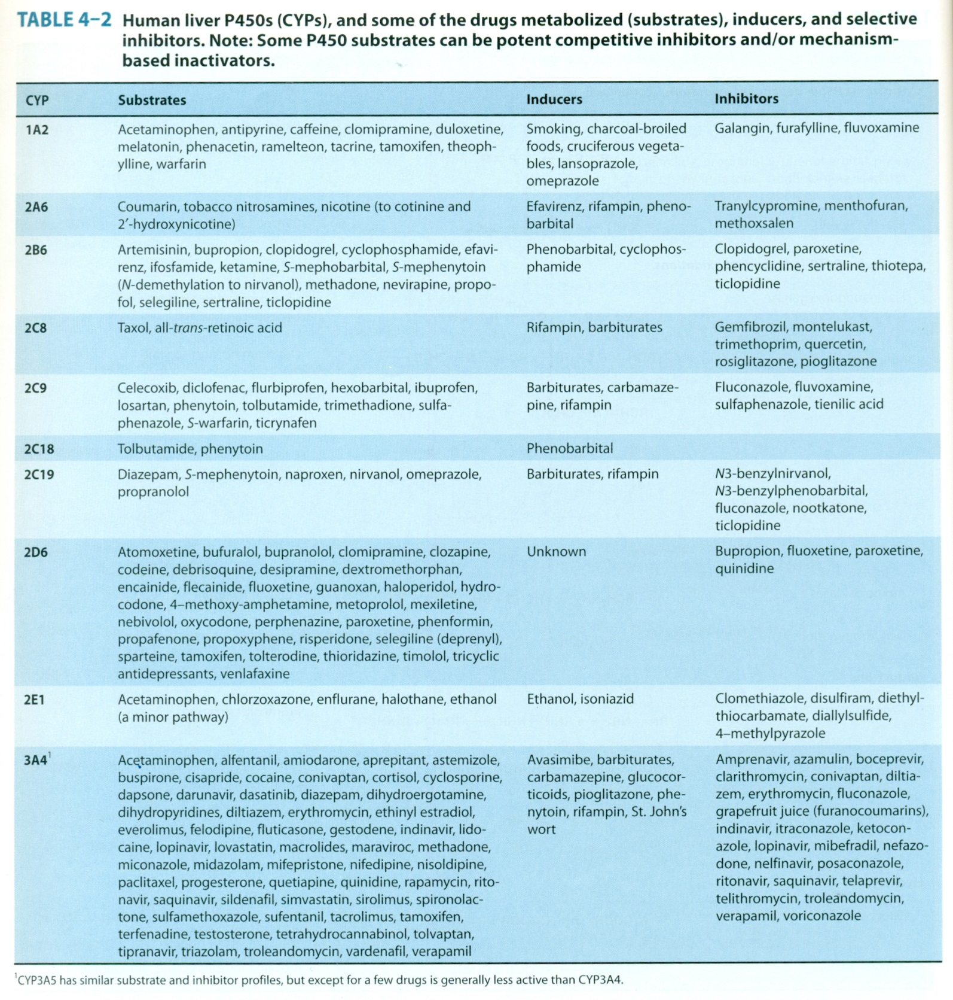 TABLE 4–2 Human liver P450s (CYPs), and some of the drugs metabolized (substrates), inducers, and selective
inhibitors. Note: Some P450 substrates can be potent competitive inhibitors and/or mechanism-
based inactivators.
CYP Substrates Inducers Inhibitors
1A2 Acetaminophen, antipyrine, caffeine, clomipramine, duloxetine, Smoking, charcoal-broiled Galangin, furafylline, fluvoxamine
melatonin, phenacetin, ramelteon, tacrine, tamoxifen, theoph- foods, cruciferous vegeta-
ylline, warfarin bles, lansoprazole,
omeprazole
2A6 Coumarin, tobacco nitrosamines, nicotine (to cotinine and Efavirenz, rifampin, pheno- Tranylcypromine, menthofuran,
2′-hydroxynicotine) barbital methoxsalen
2B6 Artemisinin, bupropion, clopidogrel, cyclophosphamide, efavi- Phenobarbital, cyclophos- Clopidogrel, paroxetine,
renz, ifosfamide, ketamine, S-mephobarbital, S-mephenytoin phamide phencyclidine, sertraline, thiotepa,
(N-demethylation to nirvanol), methadone, nevirapine, propo- ticlopidine
fol, selegiline, sertraline, ticlopidine
2C8 Taxol, all-trans-retinoic acid Rifampin, barbiturates Gemfibrozil, montelukast,
trimethoprim, quercetin,
rosiglitazone, pioglitazone
2C9 Celecoxib, diclofenac, flurbiprofen, hexobarbital, ibuprofen, Barbiturates, carbamaze- Fluconazole, fluvoxamine,
losartan, phenytoin, tolbutamide, trimethadione, sulfa- pine, rifampin sulfaphenazole, tienilic acid
phenazole, S-warfarin, ticrynafen
2C18 Tolbutamide, phenytoin Phenobarbital
2C19 Diazepam, S-mephenytoin, naproxen, nirvanol, omeprazole, Barbiturates, rifampin N3-benzylnirvanol,
propranolol N3-benzylphenobarbital,
fluconazole, nootkatone,
ticlopidine
2D6 Atomoxetine, bufuralol, bupranolol, clomipramine, clozapine, Unknown Bupropion, fluoxetine, paroxetine,
codeine, debrisoquine, desipramine, dextromethorphan, quinidine
encainide, flecainide, fluoxetine, guanoxan, haloperidol, hydro-
codone, 4–methoxy-amphetamine, metoprolol, mexiletine,
nebivolol, oxycodone, perphenazine, paroxetine, phenformin,
propafenone, propoxyphene, risperidone, selegiline (deprenyl),
sparteine, tamoxifen, tolterodine, thioridazine, timolol, tricyclic
antidepressants, venlafaxine
2E1 Acetaminophen, chlorzoxazone, enflurane, halothane, ethanol Ethanol, isoniazid Clomethiazole, disulfiram, diethyl-
(a minor pathway) thiocarbamate, diallylsulfide,
4–methylpyrazole
3A4¹ Acetaminophen, alfentanil, amiodarone, aprepitant, astemizole, Avasimibe, barbiturates, Amprenavir, azamulin, boceprevir,
buspirone, cisapride, cocaine, conivaptan, cortisol, cyclosporine, carbamazepine, glucocor- clarithromycin, conivaptan, diltia-
dapsone, darunavir, dasatinib, diazepam, dihydroergotamine, ticoids, pioglitazone, phe- zem, erythromycin, fluconazole,
dihydropyridines, diltiazem, erythromycin, ethinyl estradiol, nytoin, rifampin, St. John's grapefruit juice (furanocoumarins),
everolimus, felodipine, fluticasone, gestodene, indinavir, lido- wort indinavir, itraconazole, ketocon-
caine, lopinavir, lovastatin, macrolides, maraviroc, methadone, azole, lopinavir, mibefradil, nefazo-
miconazole, midazolam, mifepristone, nifedipine, nisoldipine, done, nelfinavir, posaconazole,
paclitaxel, progesterone, quetiapine, quinidine, rapamycin, rito- ritonavir, saquinavir, telaprevir,
navir, saquinavir, sildenafil, simvastatin, sirolimus, spironolac- telithromycin, troleandomycin,
tone, sulfamethoxazole, sufentanil, tacrolimus, tamoxifen, verapamil, voriconazole
terfenadine, testosterone, tetrahydrocannabinol, tolvaptan,
tipranavir, triazolam, troleandomycin, vardenafil, verapamil
¹CYP3A5 has similar substrate and inhibitor profiles, but except for a few drugs is generally less active than CYP3A4.